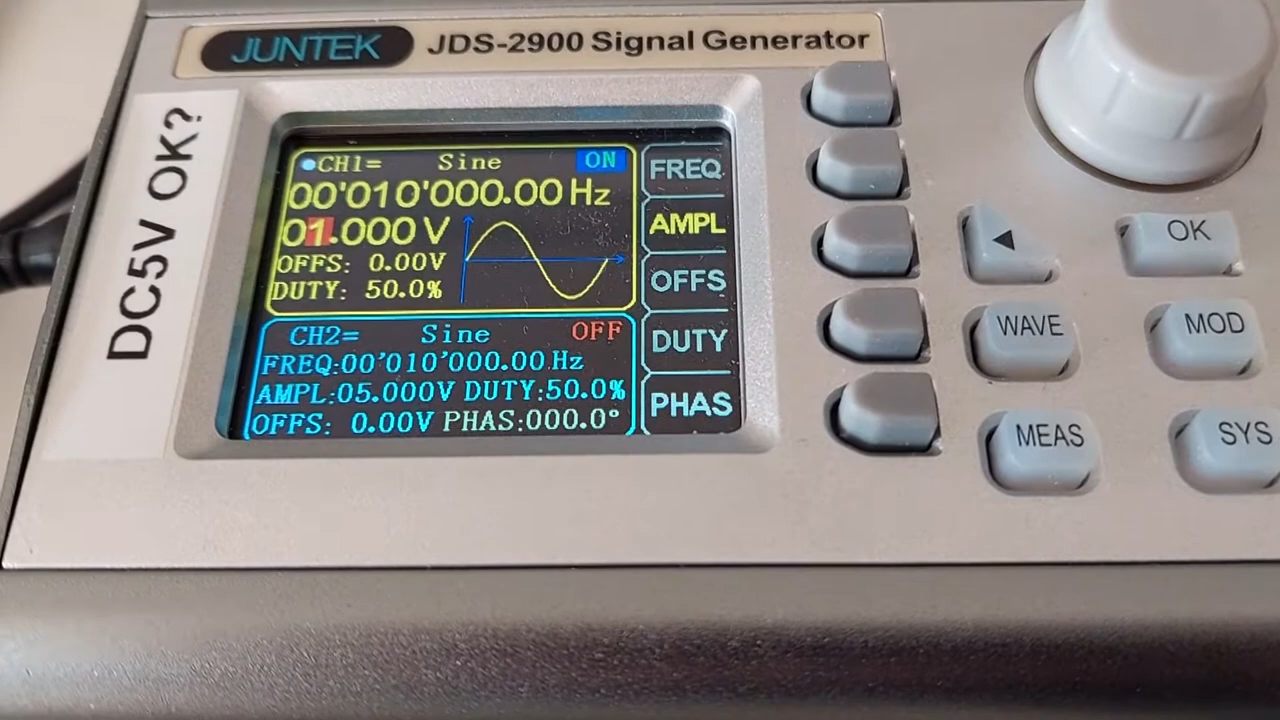 JUNTEK JDS-2900 Signal Generator
DC5V OK?
CH1= Sine ON
00'010'000.00 Hz
01.000 V
OFFS: 0.00V
DUTY: 50.0%
CH2= Sine OFF
FREQ:00'010'000.00 Hz
AMPL:05.000V DUTY:50.0%
OFFS: 0.00V PHAS:000.0°
FREQ
AMPL
OFFS
DUTY
PHAS
◀ OK
WAVE MOD
MEAS SYS